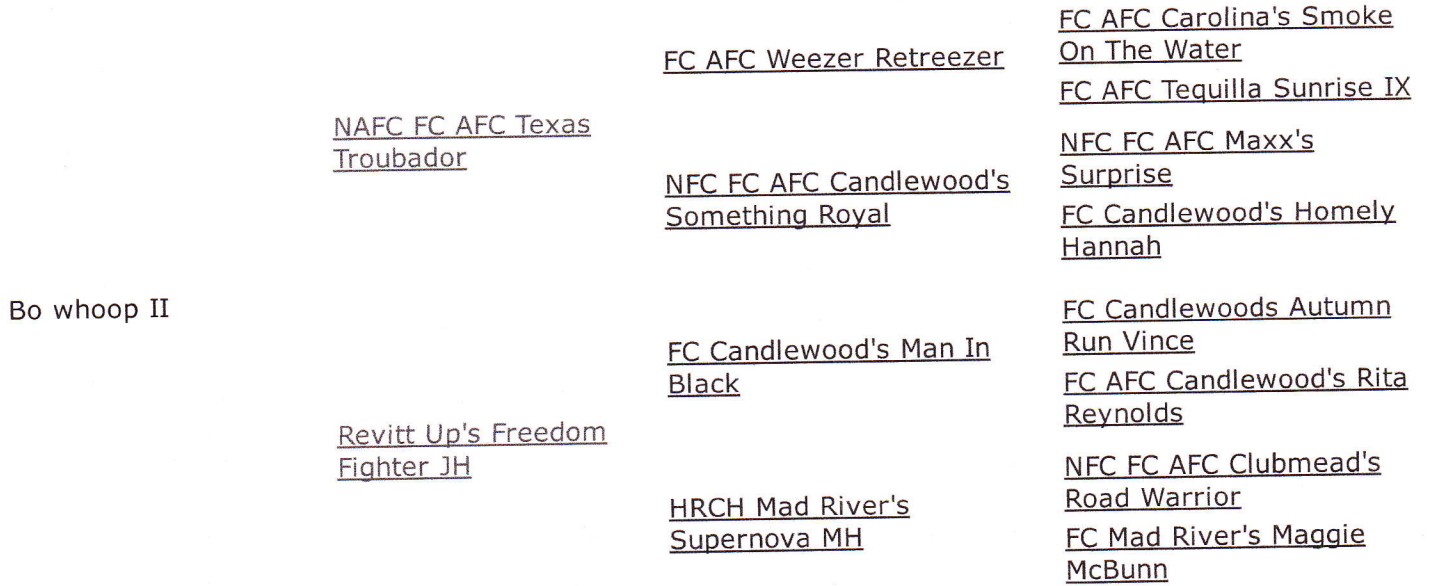 FC AFC Carolina's Smoke
On The Water
FC AFC Weezer Retreezer
FC AFC Tequilla Sunrise IX
NAFC FC AFC Texas
Troubador
NFC FC AFC Maxx's
Surprise
NFC FC AFC Candlewood's
Something Royal
FC Candlewood's Homely
Hannah
Bo whoop II
FC Candlewoods Autumn
Run Vince
FC Candlewood's Man In
Black
FC AFC Candlewood's Rita
Reynolds
Revitt Up's Freedom
Fighter JH
NFC FC AFC Clubmead's
Road Warrior
HRCH Mad River's
Supernova MH
FC Mad River's Maggie
McBunn